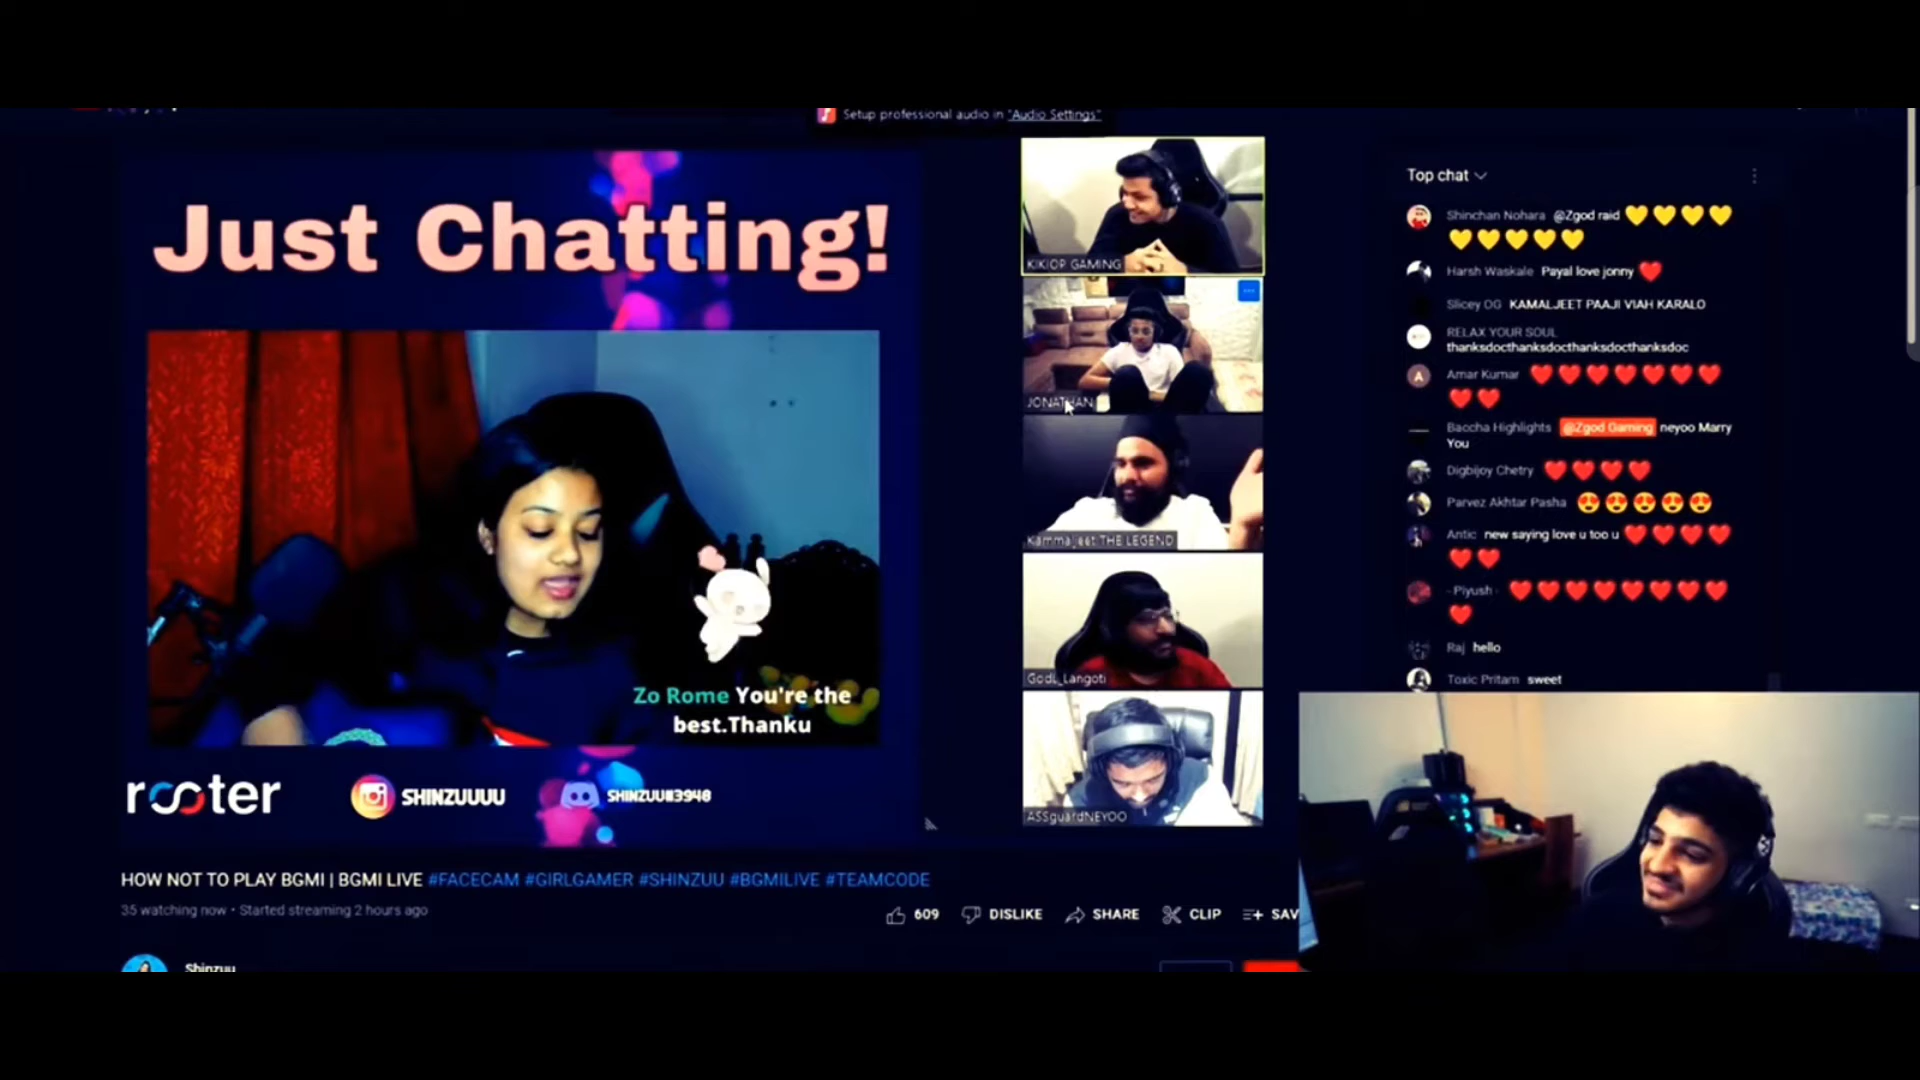 Setup professional audio in "Audio Settings"
Just Chatting!
Zo Rome You're the
best.Thanku
rooter
SHINZUUUU
SHINZUU#3948
HOW NOT TO PLAY BGMI | BGMI LIVE #FACECAM #GIRLGAMER #SHINZUU #BGMILIVE #TEAMCODE
35 watching now • Started streaming 2 hours ago
609
DISLIKE
SHARE
CLIP
SAV
Shinzuu
KIKIOP GAMING
JONATHAN
Kammajeet THE LEGEND
GodL_Langoti
ASSguardNEYOO
Top chat
Shinchan Nohara @Zgod raid
Harsh Waskale Payal love jonny
Slicey OG KAMALJEET PAAJI VIAH KARALO
RELAX YOUR SOUL
thanksdocthanksdocthanksdocthanksdoc
A Amar Kumar
Baccha Highlights @Zgod Gaming neyoo Marry
You
Digbijoy Chetry
Parvez Akhtar Pasha
Antic new saying love u too u
- Piyush -
Raj hello
Toxic Pritam sweet